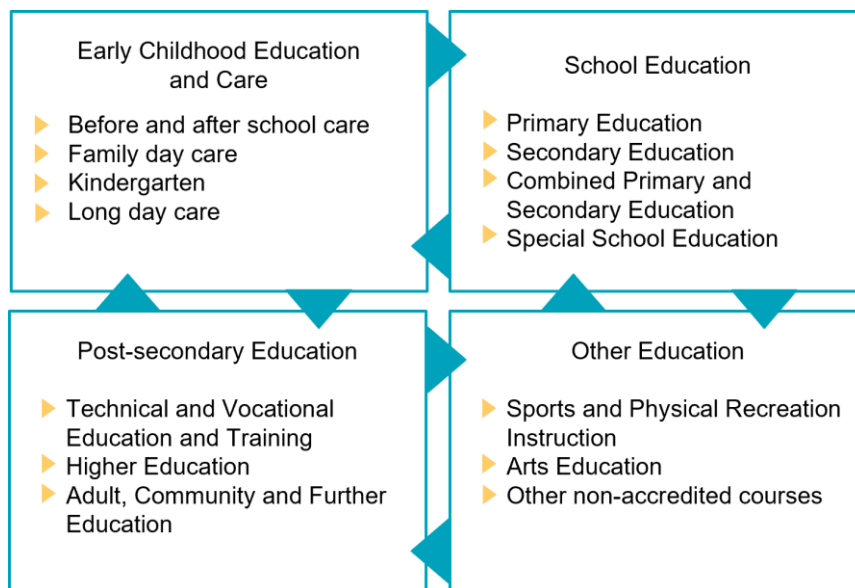 Early Childhood Education
and Care
Before and after school care
Family day care
Kindergarten
Long day care
School Education
Primary Education
Secondary Education
Combined Primary and
Secondary Education
Special School Education
Post-secondary Education
Technical and Vocational
Education and Training
Higher Education
Adult, Community and Further
Education
Other Education
Sports and Physical Recreation
Instruction
Arts Education
Other non-accredited courses